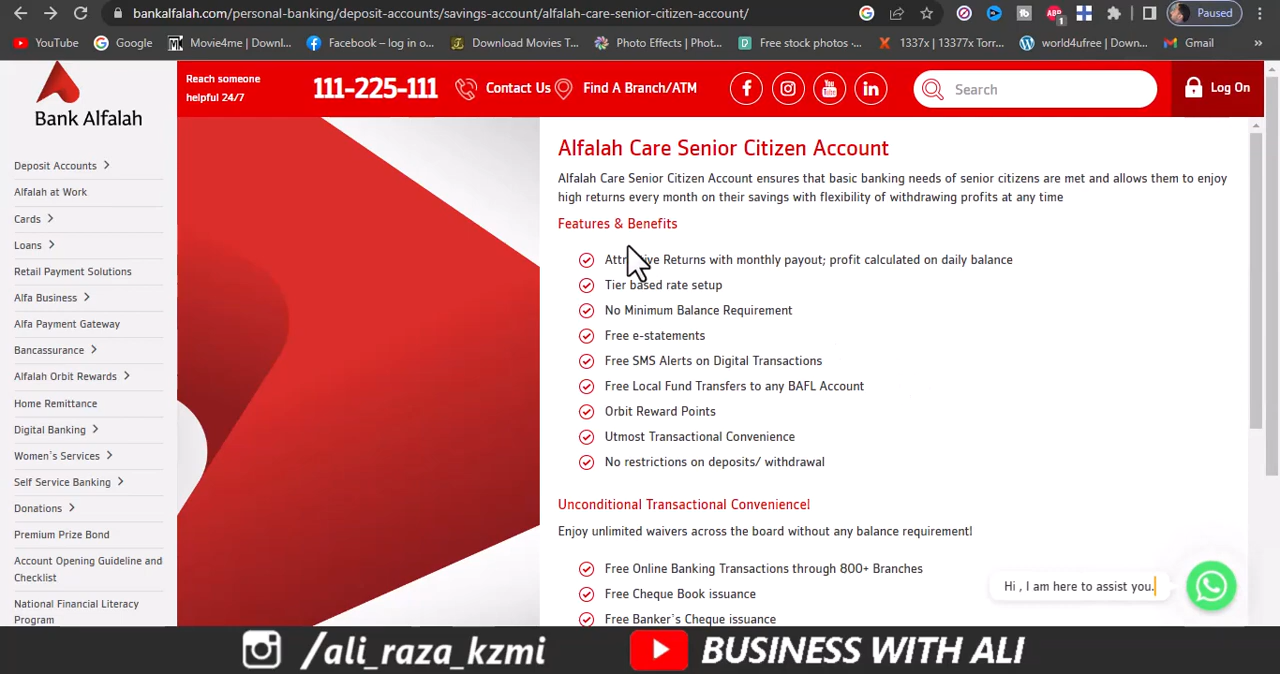 bankalfalah.com/personal-banking/deposit-accounts/savings-account/alfalah-care-senior-citizen-account/
Paused
YouTube
Google
Movie4me | Downl...
Facebook – log in o...
Download Movies T...
Photo Effects | Phot...
Free stock photos ·...
1337x | 13377x Torr...
world4ufree | Down...
Gmail
»
Bank Alfalah
Reach someone
helpful 24/7
111-225-111
Contact Us
Find A Branch/ATM
Search
Log On
Deposit Accounts
Alfalah at Work
Cards
Loans
Retail Payment Solutions
Alfa Business
Alfa Payment Gateway
Bancassurance
Alfalah Orbit Rewards
Home Remittance
Digital Banking
Women's Services
Self Service Banking
Donations
Premium Prize Bond
Account Opening Guideline and
Checklist
National Financial Literacy
Program
Alfalah Care Senior Citizen Account
Alfalah Care Senior Citizen Account ensures that basic banking needs of senior citizens are met and allows them to enjoy
high returns every month on their savings with flexibility of withdrawing profits at any time
Features & Benefits
Attractive Returns with monthly payout; profit calculated on daily balance
Tier based rate setup
No Minimum Balance Requirement
Free e-statements
Free SMS Alerts on Digital Transactions
Free Local Fund Transfers to any BAFL Account
Orbit Reward Points
Utmost Transactional Convenience
No restrictions on deposits/ withdrawal
Unconditional Transactional Convenience!
Enjoy unlimited waivers across the board without any balance requirement!
Free Online Banking Transactions through 800+ Branches
Free Cheque Book issuance
Free Banker's Cheque issuance
Hi , I am here to assist you.
/ali_raza_kzmi
BUSINESS WITH ALI